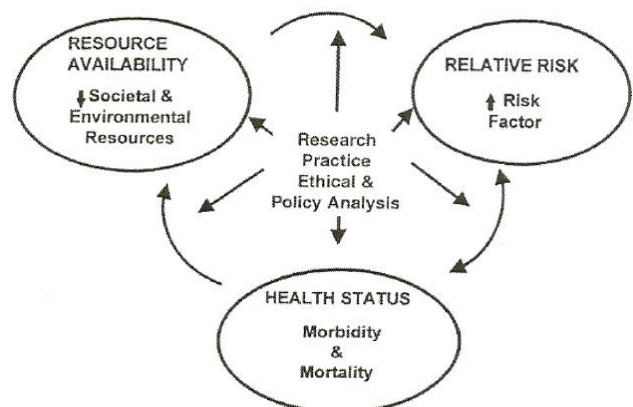 RESOURCE
AVAILABILITY
Societal &
Environmental
Resources
RELATIVE RISK
Risk
Factor
Research
Practice
Ethical &
Policy Analysis
HEALTH STATUS
Morbidity
&
Mortality